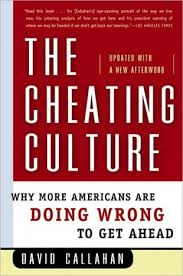 "Read this book . . . for [Callahan's] eye-opening portrait of the way we live
now, his sobering analysis of how we got here and his prescient warning of
where we may be headed if we don't get back our bearings." —LOS ANGELES TIMES
THE
UPDATED WITH
A NEW AFTERWORD
CHEATING
CULTURE
WHY MORE AMERICANS ARE
DOING WRONG
TO GET AHEAD
DAVID CALLAHAN